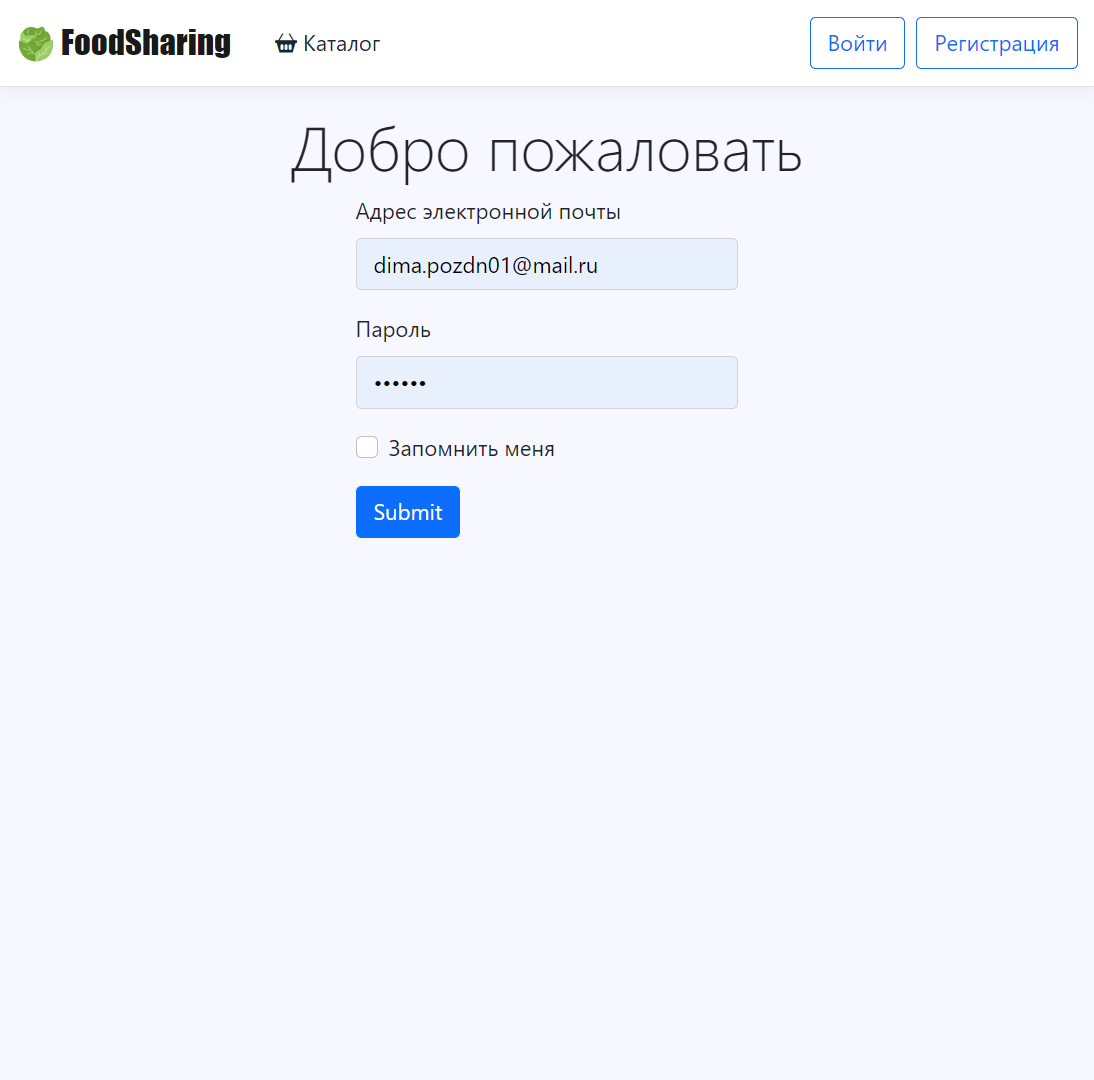 FoodSharing Каталог Войти Регистрация
Добро пожаловать
Адрес электронной почты
dima.pozdn01@mail.ru
Пароль
••••••
Запомнить меня
Submit